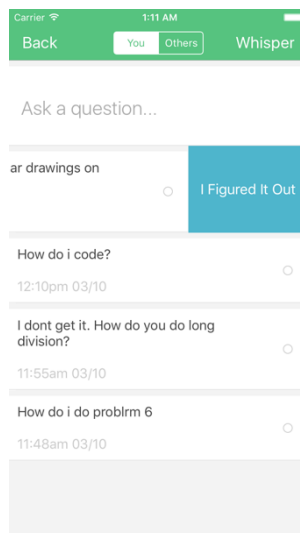 Carrier 1:11 AM
Back You Others Whisper
Ask a question...
ar drawings on
I Figured It Out
How do i code?
12:10pm 03/10
I dont get it. How do you do long
division?
11:55am 03/10
How do i do problrm 6
11:48am 03/10